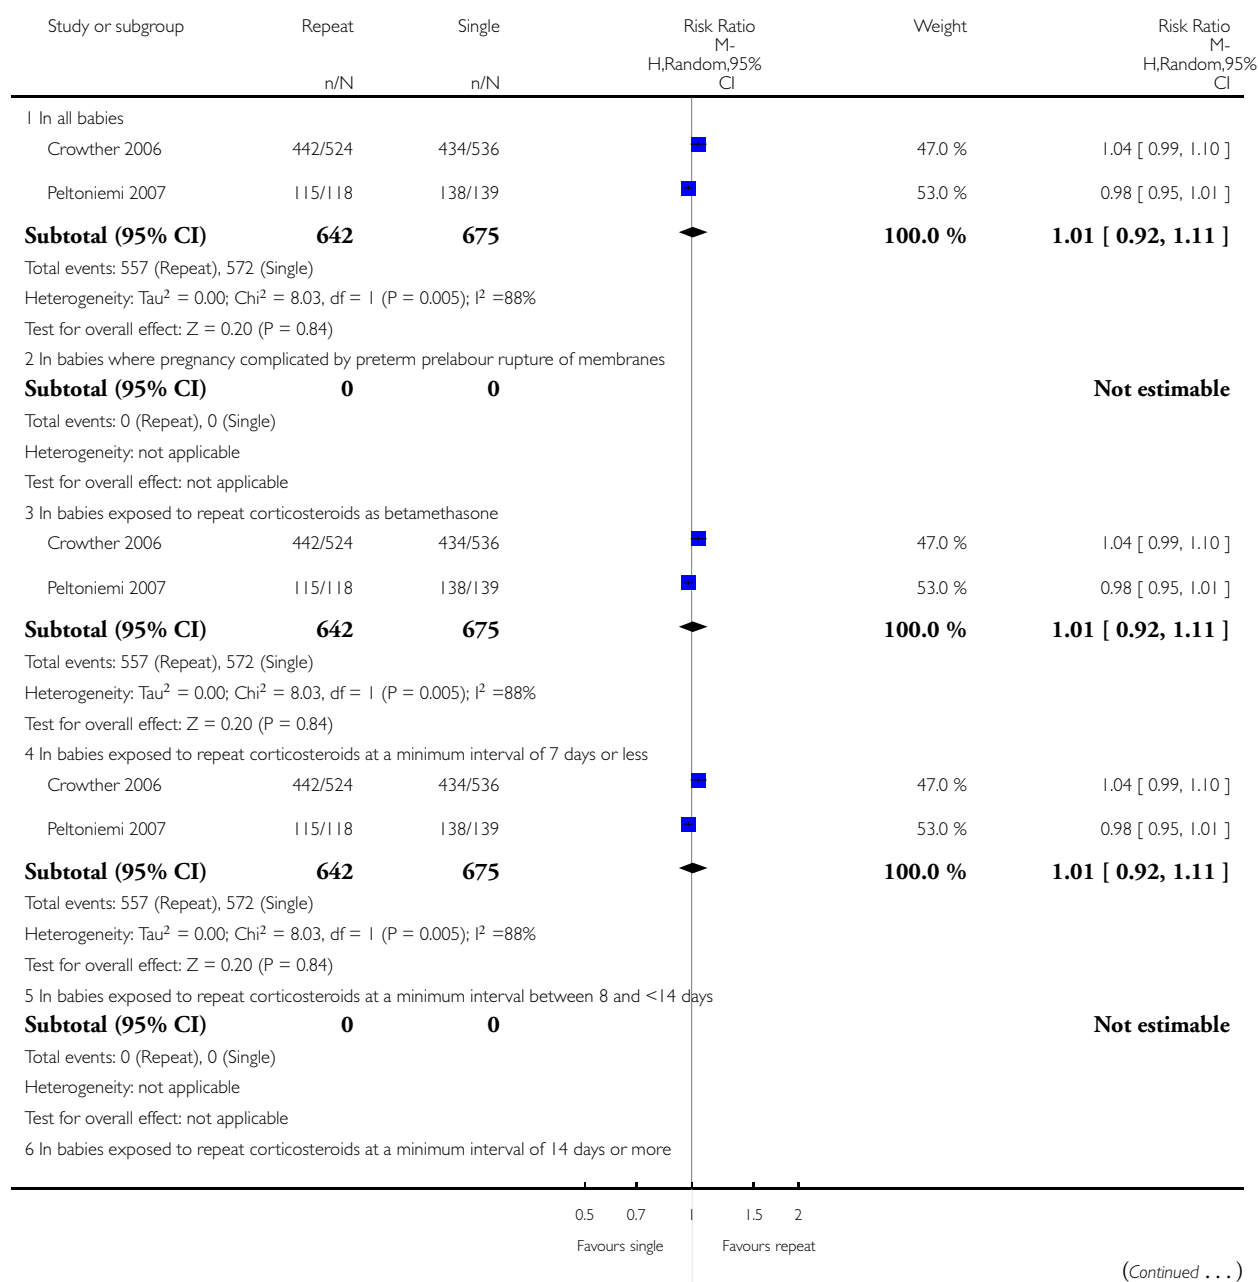 Study or subgroup Repeat Single Risk Ratio Weight Risk Ratio
M- M-
H,Random,95% H,Random,95%
n/N n/N CI CI
1 In all babies
Crowther 2006 442/524 434/536 47.0 % 1.04 [ 0.99, 1.10 ]
Peltoniemi 2007 115/118 138/139 53.0 % 0.98 [ 0.95, 1.01 ]
Subtotal (95% CI) 642 675 100.0 % 1.01 [ 0.92, 1.11 ]
Total events: 557 (Repeat), 572 (Single)
Heterogeneity: Tau² = 0.00; Chi² = 8.03, df = 1 (P = 0.005); I² =88%
Test for overall effect: Z = 0.20 (P = 0.84)
2 In babies where pregnancy complicated by preterm prelabour rupture of membranes
Subtotal (95% CI) 0 0 Not estimable
Total events: 0 (Repeat), 0 (Single)
Heterogeneity: not applicable
Test for overall effect: not applicable
3 In babies exposed to repeat corticosteroids as betamethasone
Crowther 2006 442/524 434/536 47.0 % 1.04 [ 0.99, 1.10 ]
Peltoniemi 2007 115/118 138/139 53.0 % 0.98 [ 0.95, 1.01 ]
Subtotal (95% CI) 642 675 100.0 % 1.01 [ 0.92, 1.11 ]
Total events: 557 (Repeat), 572 (Single)
Heterogeneity: Tau² = 0.00; Chi² = 8.03, df = 1 (P = 0.005); I² =88%
Test for overall effect: Z = 0.20 (P = 0.84)
4 In babies exposed to repeat corticosteroids at a minimum interval of 7 days or less
Crowther 2006 442/524 434/536 47.0 % 1.04 [ 0.99, 1.10 ]
Peltoniemi 2007 115/118 138/139 53.0 % 0.98 [ 0.95, 1.01 ]
Subtotal (95% CI) 642 675 100.0 % 1.01 [ 0.92, 1.11 ]
Total events: 557 (Repeat), 572 (Single)
Heterogeneity: Tau² = 0.00; Chi² = 8.03, df = 1 (P = 0.005); I² =88%
Test for overall effect: Z = 0.20 (P = 0.84)
5 In babies exposed to repeat corticosteroids at a minimum interval between 8 and <14 days
Subtotal (95% CI) 0 0 Not estimable
Total events: 0 (Repeat), 0 (Single)
Heterogeneity: not applicable
Test for overall effect: not applicable
6 In babies exposed to repeat corticosteroids at a minimum interval of 14 days or more
0.5 0.7 1 1.5 2
Favours single Favours repeat
(Continued . . . )